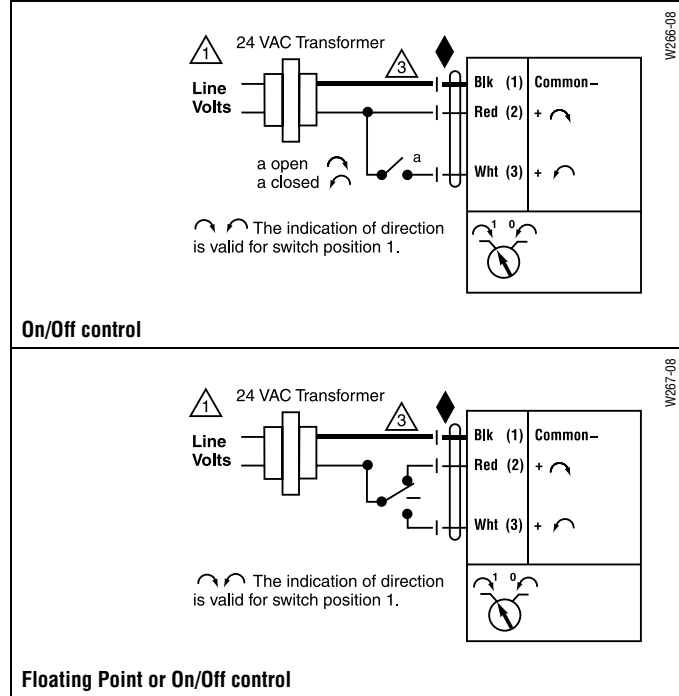 W266-08
24 VAC Transformer
1
3
Line
Volts
Blk (1) Common–
Red (2) +
a open
a closed
a
Wht (3) +
The indication of direction
is valid for switch position 1.
1 0
On/Off control
W267-08
24 VAC Transformer
1
3
Line
Volts
Blk (1) Common–
Red (2) +
Wht (3) +
The indication of direction
is valid for switch position 1.
1 0
Floating Point or On/Off control